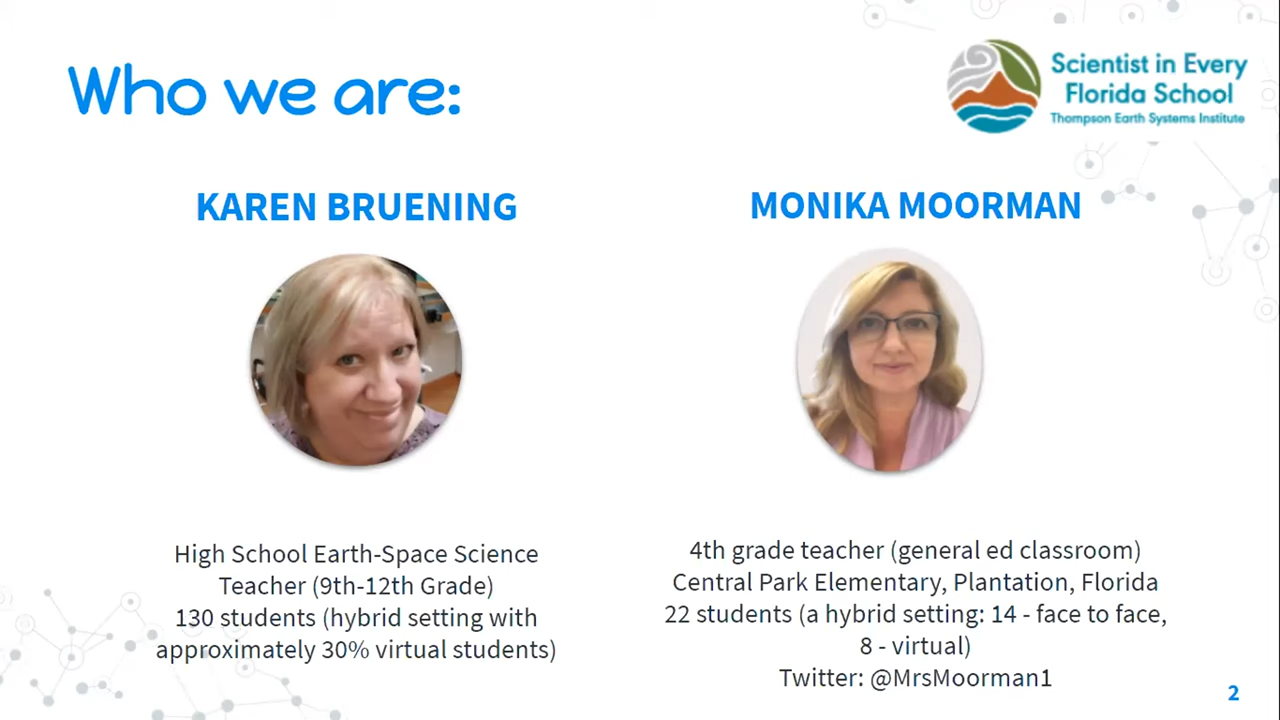 Who we are:
Scientist in Every
Florida School
Thompson Earth Systems Institute
KAREN BRUENING
MONIKA MOORMAN
High School Earth-Space Science
Teacher (9th-12th Grade)
130 students (hybrid setting with
approximately 30% virtual students)
4th grade teacher (general ed classroom)
Central Park Elementary, Plantation, Florida
22 students (a hybrid setting: 14 - face to face,
8 - virtual)
Twitter: @MrsMoorman1
2